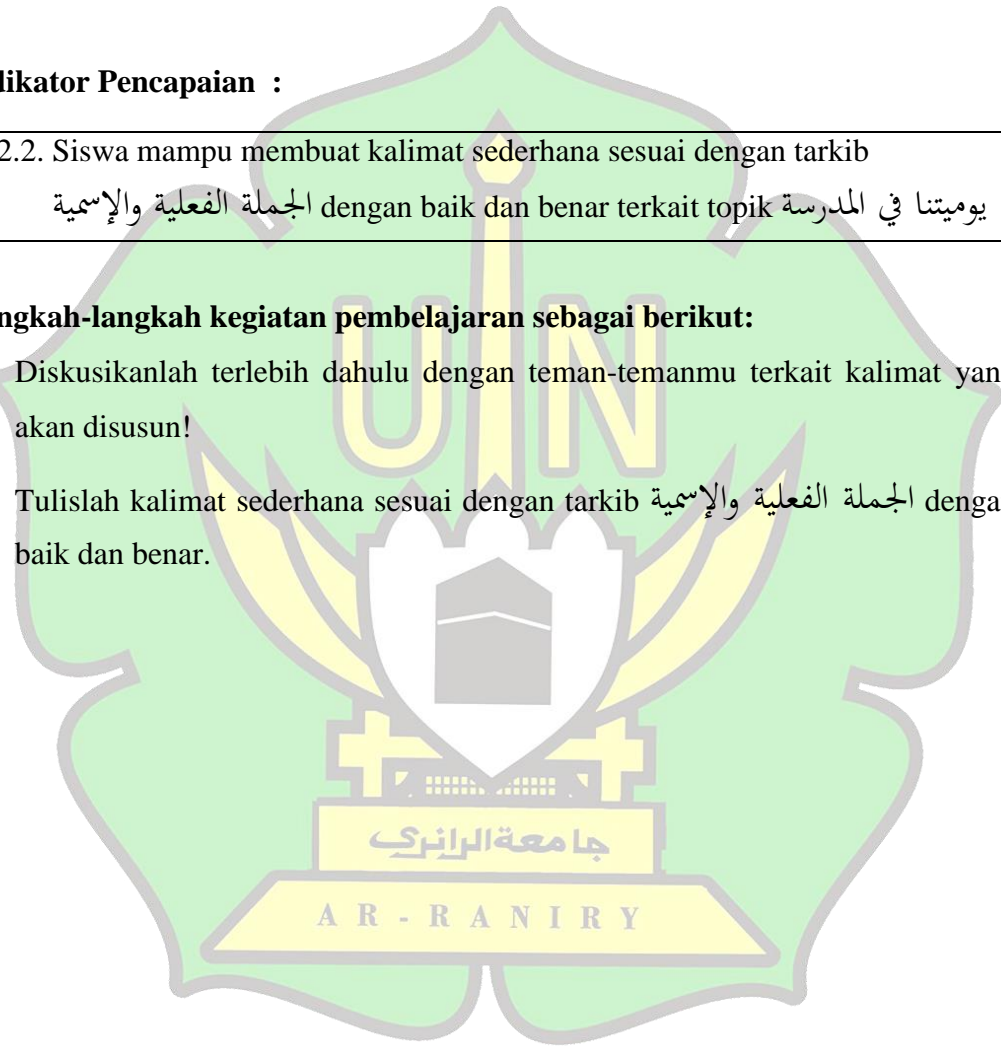 dikator Pencapaian :
2.2. Siswa mampu membuat kalimat sederhana sesuai dengan tarkib
الجملة الفعلية والإسمية dengan baik dan benar terkait topik يوميتنا في المدرسة
ngkah-langkah kegiatan pembelajaran sebagai berikut:
Diskusikanlah terlebih dahulu dengan teman-temanmu terkait kalimat yan
akan disusun!
Tulislah kalimat sederhana sesuai dengan tarkib الجملة الفعلية والإسمية denga
baik dan benar.
UIN
جامعة الرانري
AR-RANIRY